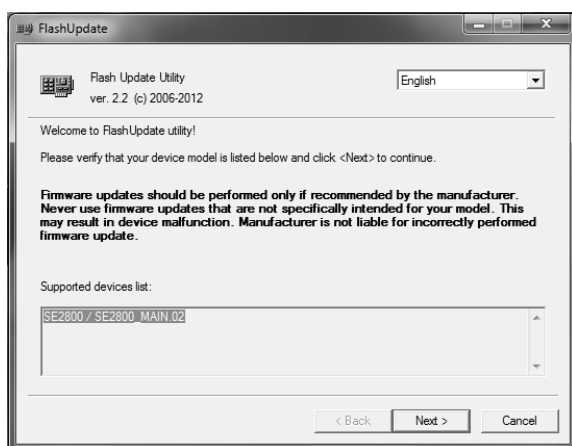 FlashUpdate
Flash Update Utility
English
ver. 2.2 (c) 2006-2012
Welcome to FlashUpdate utility!
Please verify that your device model is listed below and click <Next> to continue.
Firmware updates should be performed only if recommended by the manufacturer.
Never use firmware updates that are not specifically intended for your model. This
may result in device malfunction. Manufacturer is not liable for incorrectly performed
firmware update.
Supported devices list:
SE2800 / SE2800_MAIN.02
< Back
Next >
Cancel